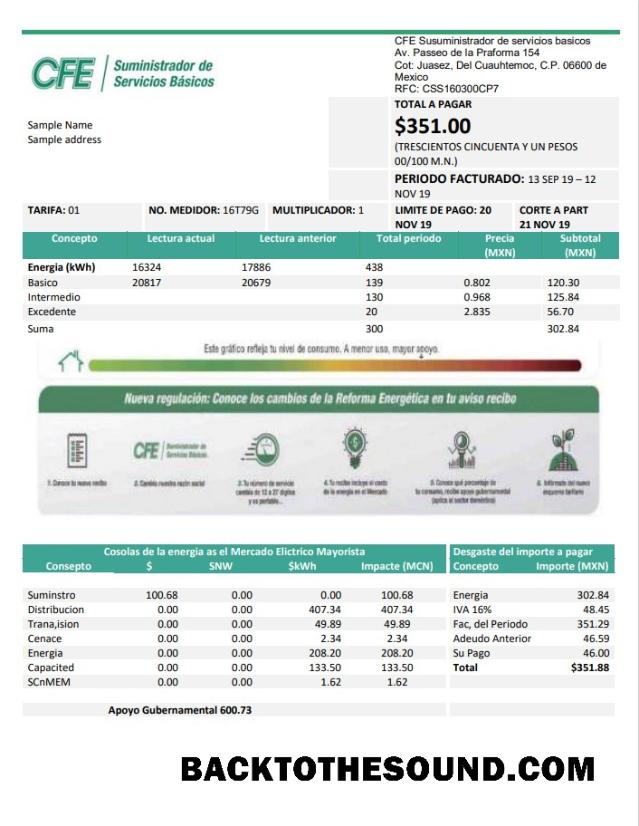 CFE Susuministrador de servicios basicos
Av. Passeo de la Praforma 154
Cot: Juasez, Del Cuauhtemoc, C.P. 06600 de
Mexico
RFC: CSS160300CP7
CFE Suministrador de
Servicios Básicos
TOTAL A PAGAR
$351.00
(TRESCIENTOS CINCUENTA Y UN PESOS
00/100 M.N.)
Sample Name
Sample address
PERIODO FACTURADO: 13 SEP 19 – 12
NOV 19
TARIFA: 01 NO. MEDIDOR: 16T79G MULTIPLICADOR: 1 LIMITE DE PAGO: 20 CORTE A PART
NOV 19 21 NOV 19
Concepto Lectura actual Lectura anterior Total periodo Precia Subtotal
(MXN) (MXN)
Energia (kWh) 16324 17886 438
Basico 20817 20679 139 0.802 120.30
Intermedio 130 0.968 125.84
Excedente 20 2.835 56.70
Suma 300 302.84
Este gráfico refleja tu nivel de consumo. A menor uso, mayor apoyo.
Nueva regulación: Conoce los cambios de la Reforma Energética en tu aviso recibo
CFE Suministrador de
Servicios Básicos
1. Conoce tu nuevo recibo
2. Cambia nuestra razón social
3. Tu número de servicio
cambia de 12 a 27 dígitos
y es portable...
4. Tu recibo incluye el costo
de la energía en el Mercado
5. Conoce qué porcentaje de
tu consumo, recibe apoyo gubernamental
(aplica al sector doméstico)
6. Infórmate del nuevo
esquema tarifario
Cosolas de la energia as el Mercado Elictrico Mayorista Desgaste del importe a pagar
Consepto $ SNW $kWh Impacte (MCN) Concepto Importe (MXN)
Suminstro 100.68 0.00 0.00 100.68 Energia 302.84
Distribucion 0.00 0.00 407.34 407.34 IVA 16% 48.45
Trana,ision 0.00 0.00 49.89 49.89 Fac, del Periodo 351.29
Cenace 0.00 0.00 2.34 2.34 Adeudo Anterior 46.59
Energia 0.00 0.00 208.20 208.20 Su Pago 46.00
Capacited 0.00 0.00 133.50 133.50 Total $351.88
SCnMEM 0.00 0.00 1.62 1.62
Apoyo Gubernamental 600.73
BACKTOTHESOUND.COM